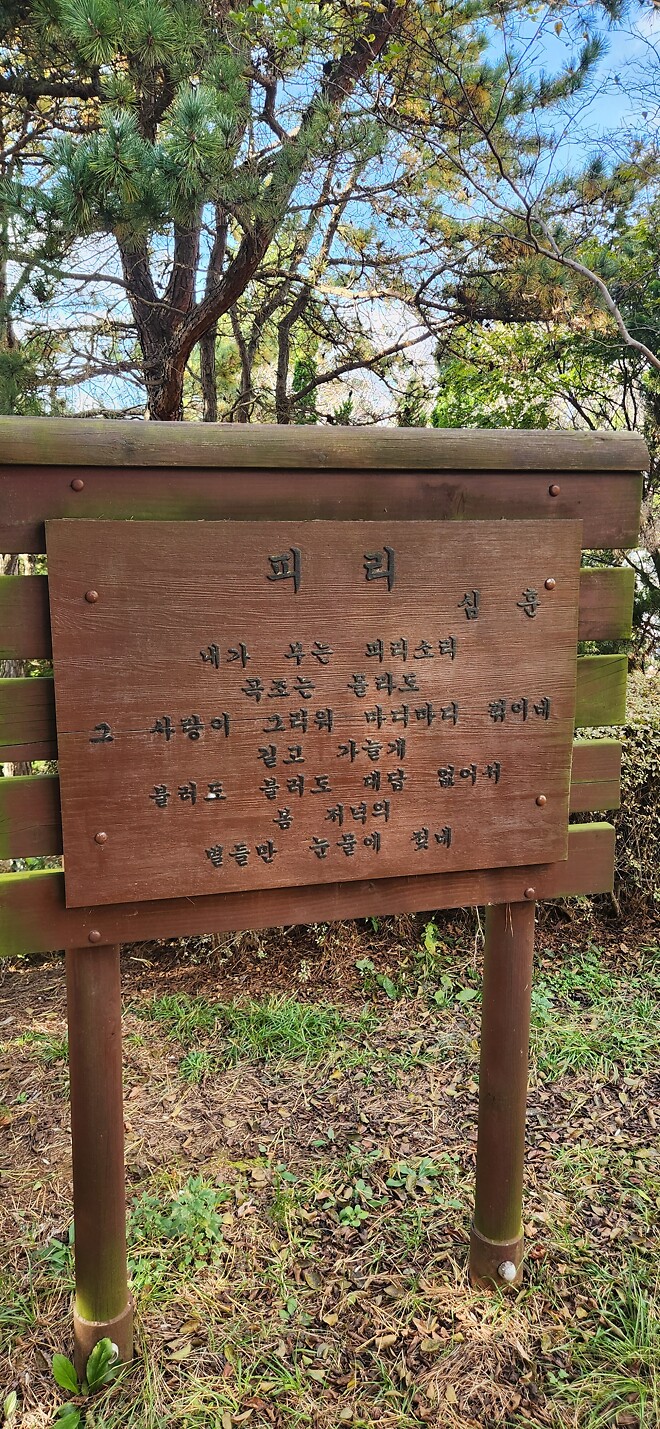 피 리
심 훈
내가 부는 피리소리
곡조는 몰라도
그 사랑이 그리워 마디마디 꺾이네
길고 가늘게
불러도 불러도 대답 없어서
봄 저녁의
별들만 눈물에 젖네